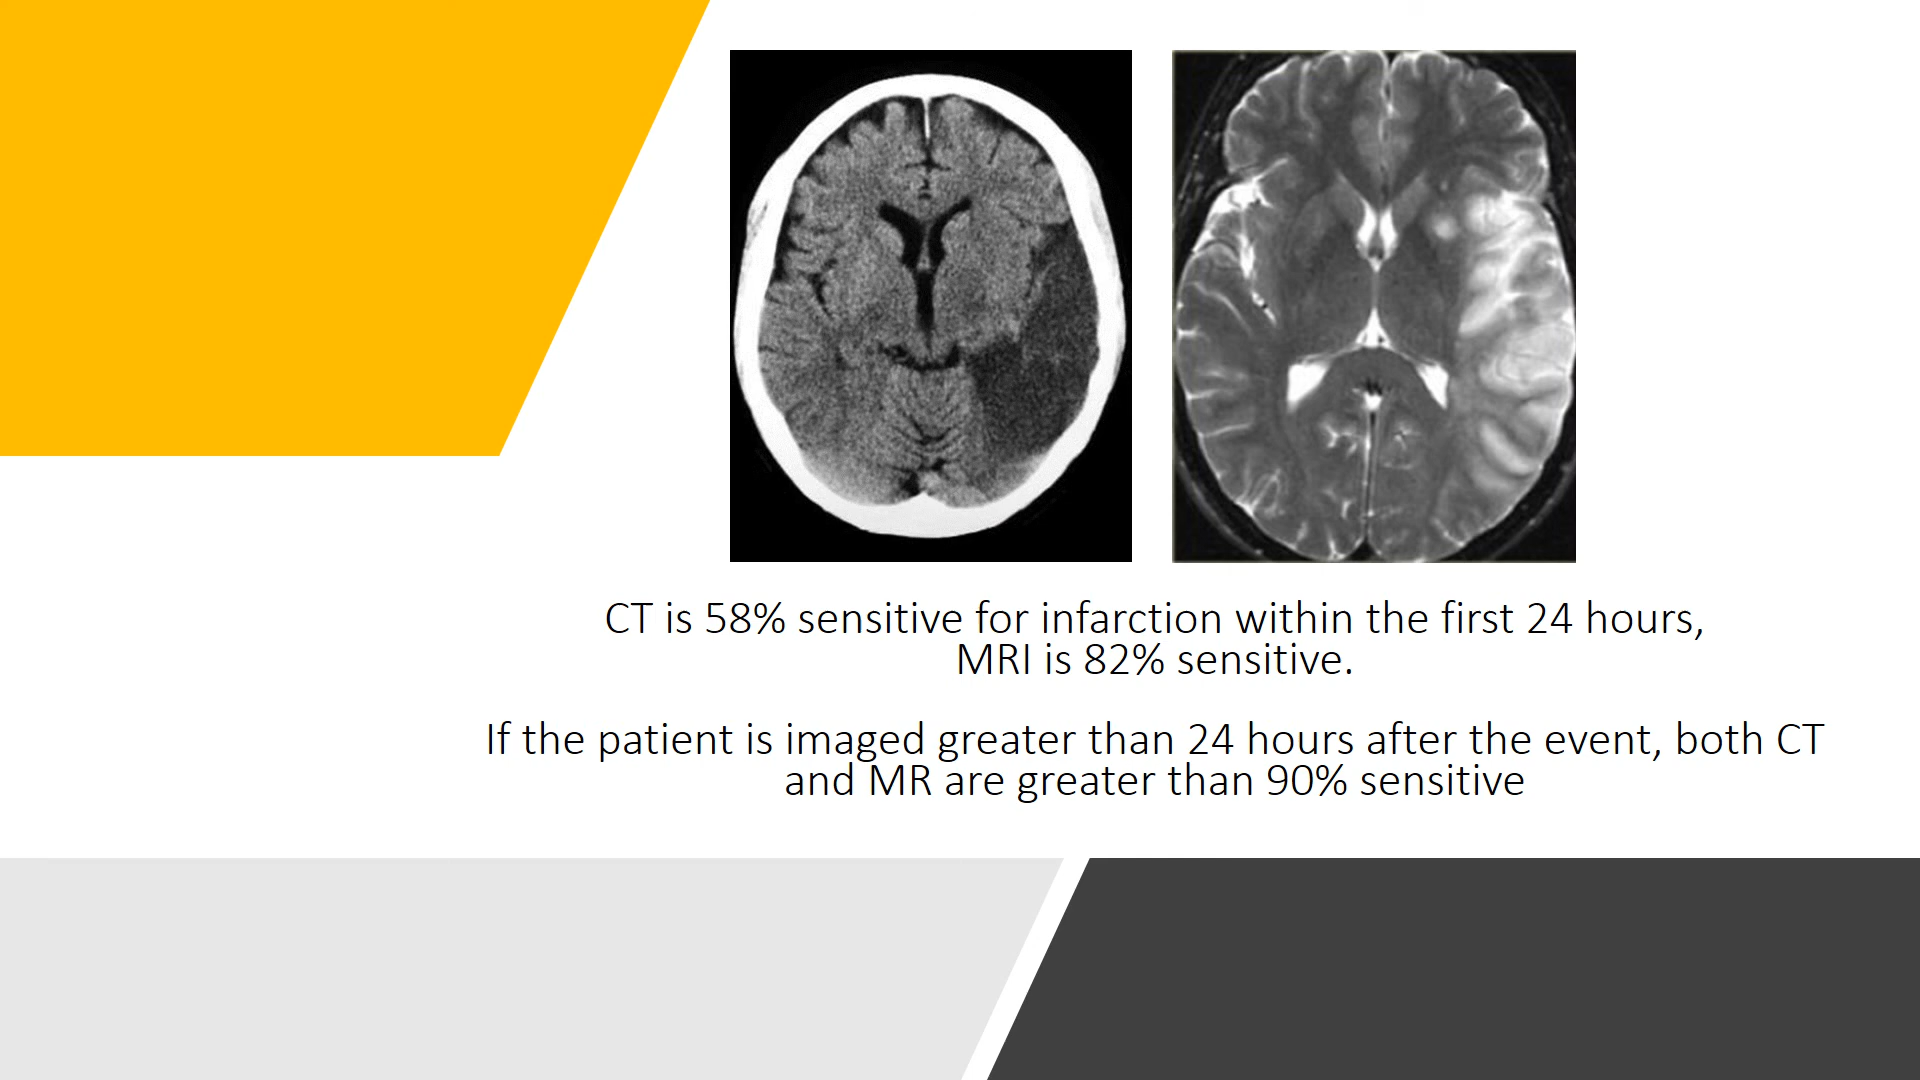 CT is 58% sensitive for infarction within the first 24 hours,
MRI is 82% sensitive.
If the patient is imaged greater than 24 hours after the event, both CT
and MR are greater than 90% sensitive